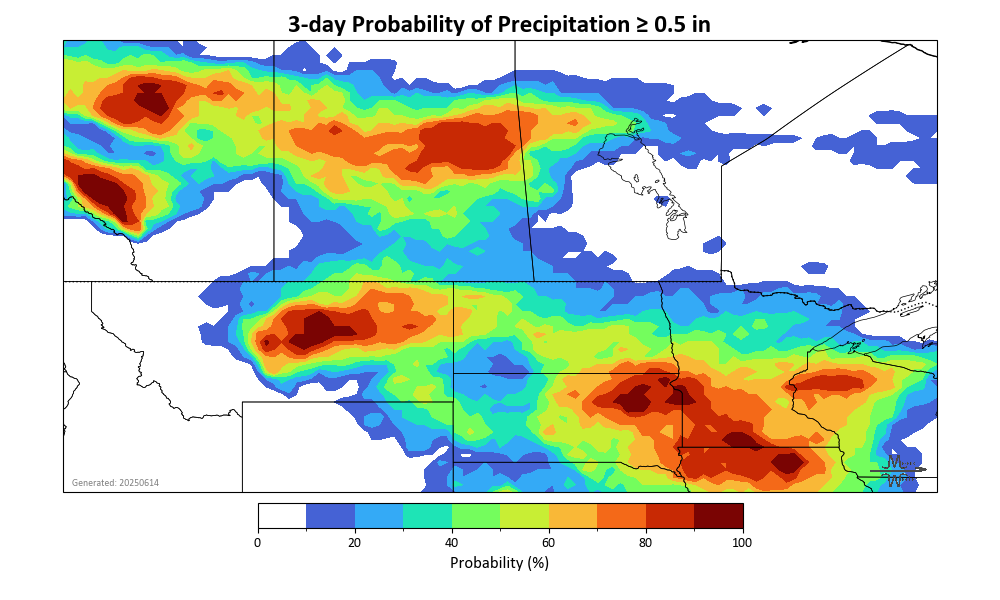 3-day Probability of Precipitation ≥ 0.5 in
Generated: 20250614
0 20 40 60 80 100
Probability (%)